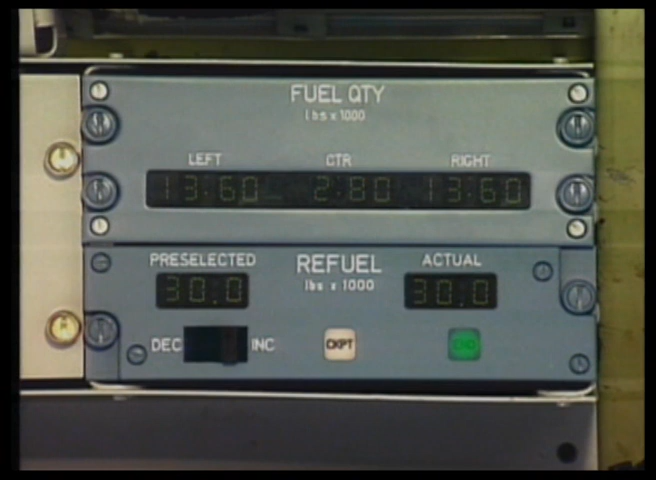 FUEL QTY
lbs x 1000
LEFT CTR RIGHT
13.60 2.80 13.60
PRESELECTED REFUEL ACTUAL
30.0 lbs x 1000 30.0
DEC INC CKPT END